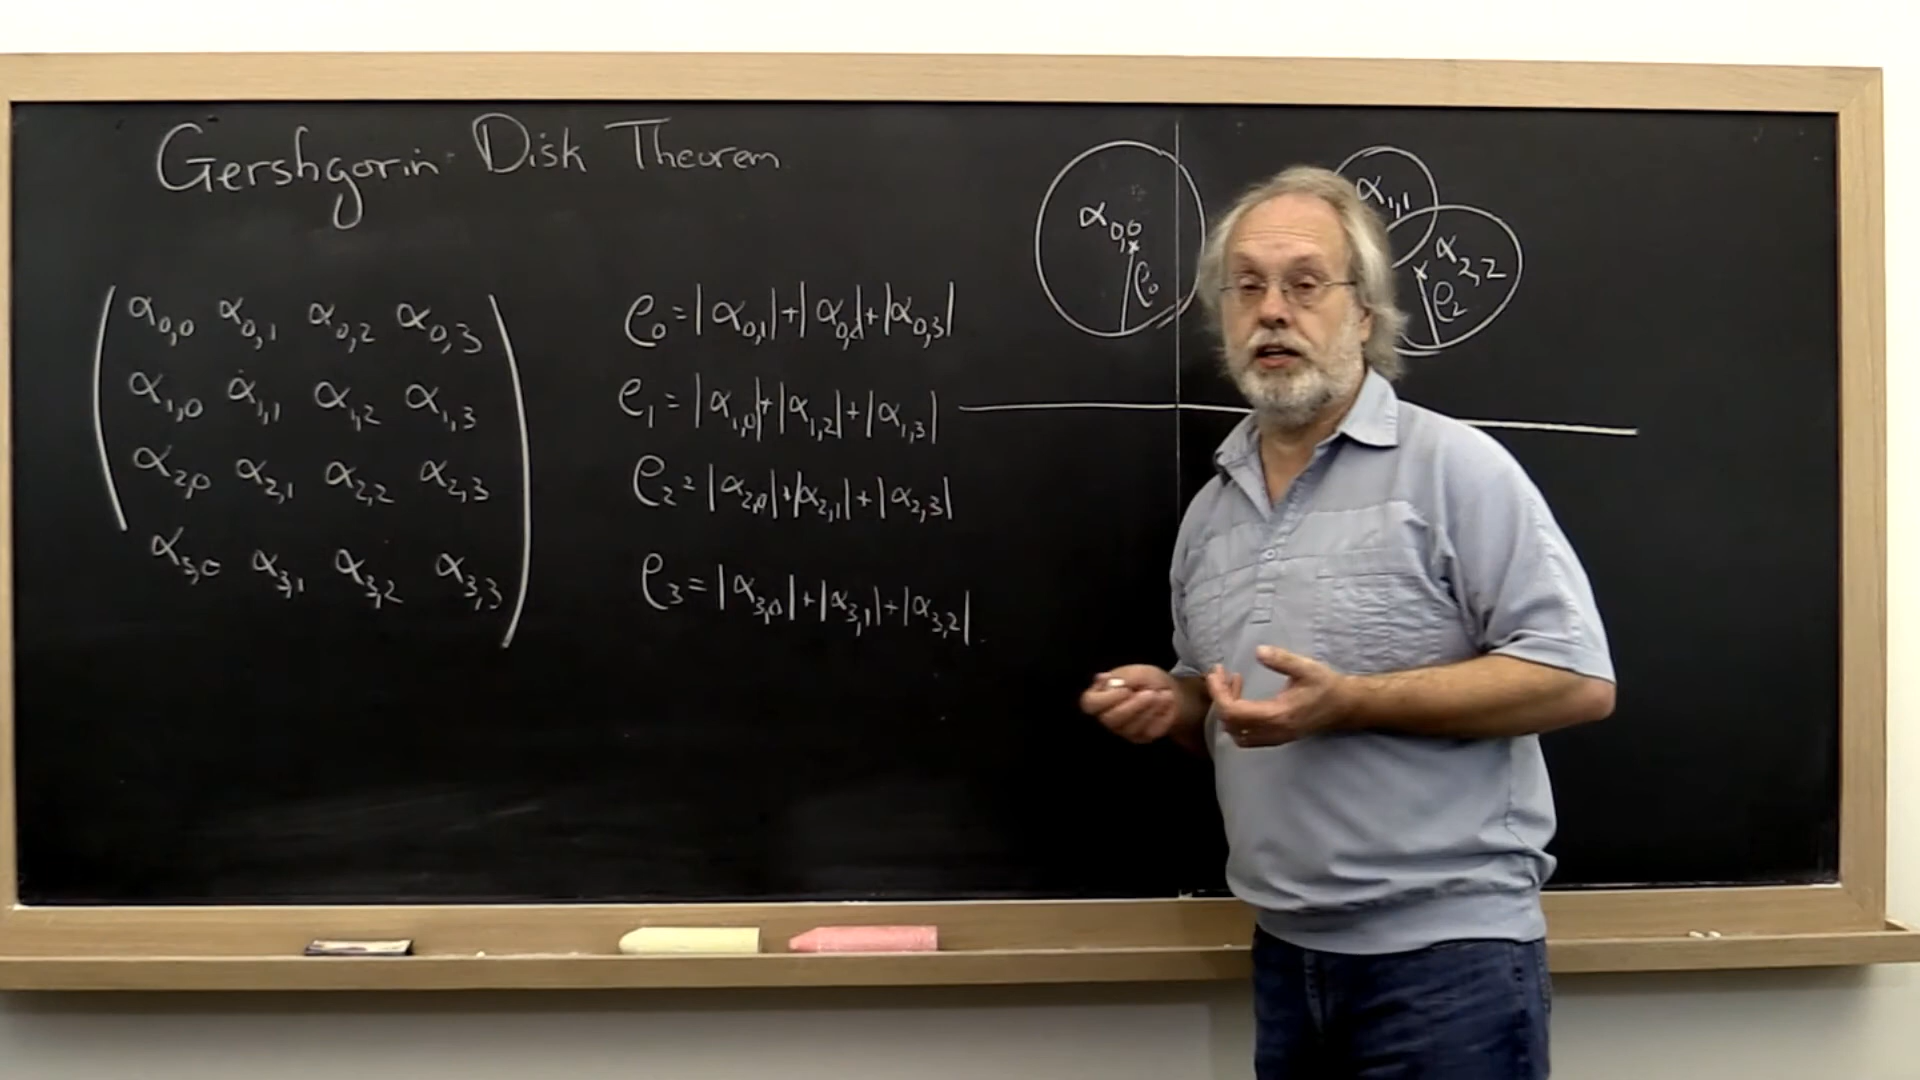 Gershgorin Disk Theorem
α0,0 α0,1 α0,2 α0,3
α1,0 α1,1 α1,2 α1,3
α2,0 α2,1 α2,2 α2,3
α3,0 α3,1 α3,2 α3,3
ρ0 = |α0,1| + |α0,2| + |α0,3|
ρ1 = |α1,0| + |α1,2| + |α1,3|
ρ2 = |α2,0| + |α2,1| + |α2,3|
ρ3 = |α3,0| + |α3,1| + |α3,2|
α0,0
ρ0
α1,1
α2,2
ρ2